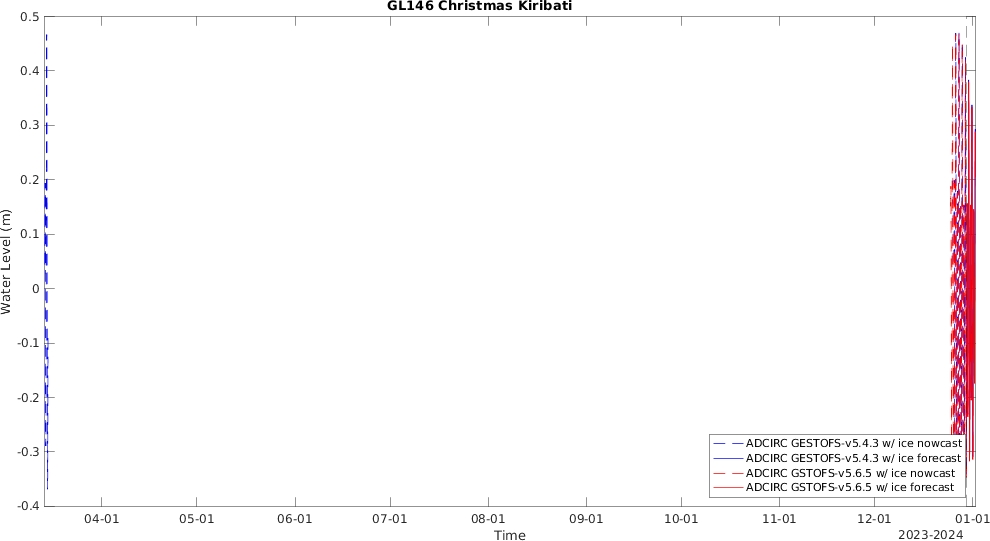 GL146 Christmas Kiribati
Water Level (m)
0.5
0.4
0.3
0.2
0.1
0
-0.1
-0.2
-0.3
-0.4
ADCIRC GESTOFS-v5.4.3 w/ ice nowcast
ADCIRC GESTOFS-v5.4.3 w/ ice forecast
ADCIRC GSTOFS-v5.6.5 w/ ice nowcast
ADCIRC GSTOFS-v5.6.5 w/ ice forecast
04-01 05-01 06-01 07-01 08-01 09-01 10-01 11-01 12-01 01-01
Time
2023-2024